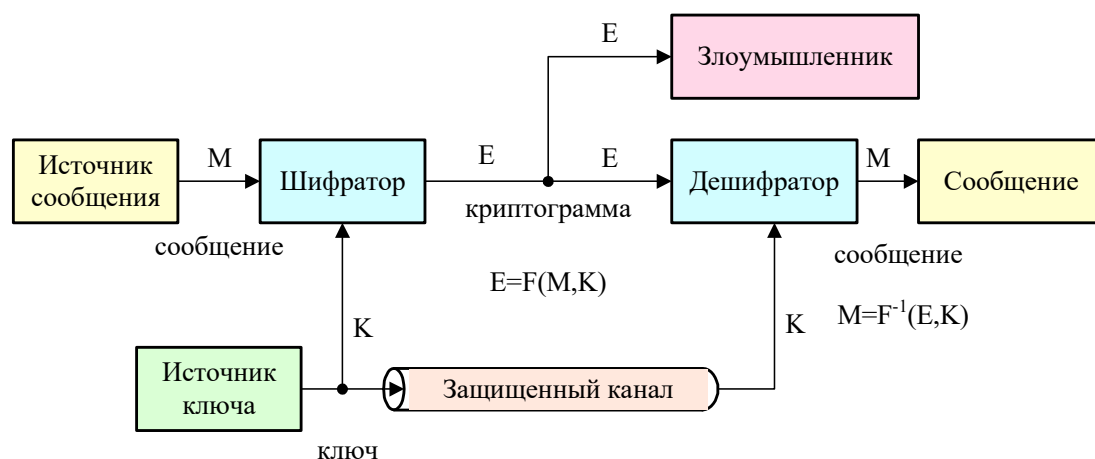 E
Злоумышленник
Источник
сообщения
M
Шифратор
E
E
Дешифратор
M
Сообщение
криптограмма
сообщение
сообщение
E=F(M,K)
K
K
M=F⁻¹(E,K)
Источник
ключа
Защищенный канал
ключ